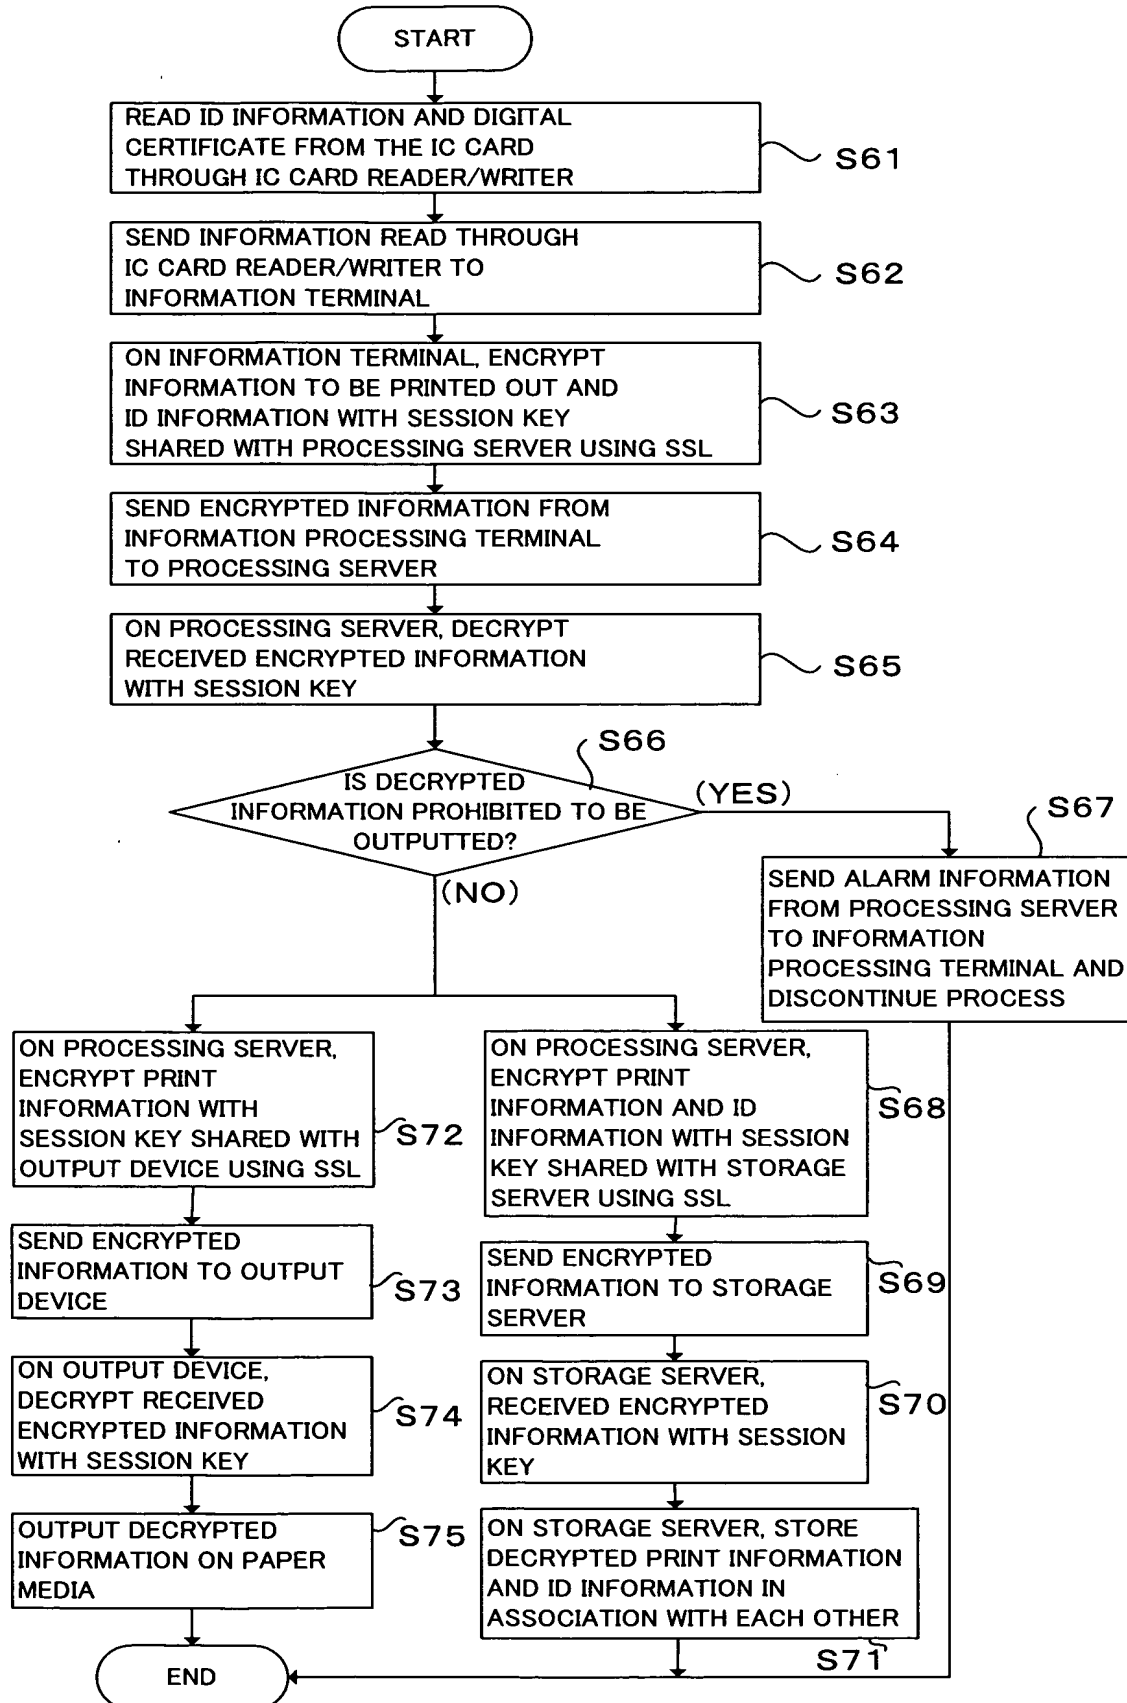 START
READ ID INFORMATION AND DIGITAL
CERTIFICATE FROM THE IC CARD
THROUGH IC CARD READER/WRITER
S61
SEND INFORMATION READ THROUGH
IC CARD READER/WRITER TO
INFORMATION TERMINAL
S62
ON INFORMATION TERMINAL, ENCRYPT
INFORMATION TO BE PRINTED OUT AND
ID INFORMATION WITH SESSION KEY
SHARED WITH PROCESSING SERVER USING SSL
S63
SEND ENCRYPTED INFORMATION FROM
INFORMATION PROCESSING TERMINAL
TO PROCESSING SERVER
S64
ON PROCESSING SERVER, DECRYPT
RECEIVED ENCRYPTED INFORMATION
WITH SESSION KEY
S65
S66
IS DECRYPTED
INFORMATION PROHIBITED TO BE
OUTPUTTED?
(YES)
(NO)
S67
SEND ALARM INFORMATION
FROM PROCESSING SERVER
TO INFORMATION
PROCESSING TERMINAL AND
DISCONTINUE PROCESS
ON PROCESSING SERVER,
ENCRYPT PRINT
INFORMATION WITH
SESSION KEY SHARED WITH
OUTPUT DEVICE USING SSL
S72
SEND ENCRYPTED
INFORMATION TO OUTPUT
DEVICE
S73
ON OUTPUT DEVICE,
DECRYPT RECEIVED
ENCRYPTED INFORMATION
WITH SESSION KEY
S74
OUTPUT DECRYPTED
INFORMATION ON PAPER
MEDIA
S75
ON PROCESSING SERVER,
ENCRYPT PRINT
INFORMATION AND ID
INFORMATION WITH SESSION
KEY SHARED WITH STORAGE
SERVER USING SSL
S68
SEND ENCRYPTED
INFORMATION TO STORAGE
SERVER
S69
ON STORAGE SERVER,
RECEIVED ENCRYPTED
INFORMATION WITH SESSION
KEY
S70
ON STORAGE SERVER, STORE
DECRYPTED PRINT INFORMATION
AND ID INFORMATION IN
ASSOCIATION WITH EACH OTHER
S71
END